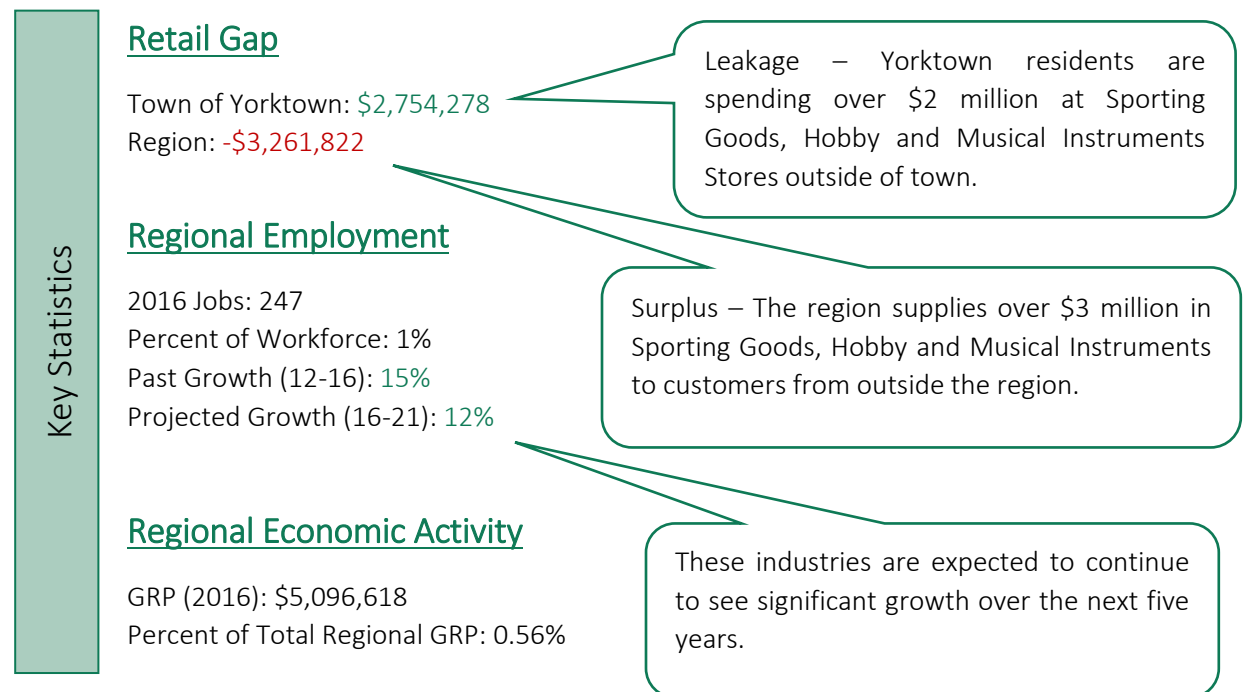 Key Statistics
Retail Gap
Town of Yorktown: $2,754,278
Region: -$3,261,822
Leakage – Yorktown residents are
spending over $2 million at Sporting
Goods, Hobby and Musical Instruments
Stores outside of town.
Regional Employment
2016 Jobs: 247
Percent of Workforce: 1%
Past Growth (12-16): 15%
Projected Growth (16-21): 12%
Surplus – The region supplies over $3 million in
Sporting Goods, Hobby and Musical Instruments
to customers from outside the region.
Regional Economic Activity
GRP (2016): $5,096,618
Percent of Total Regional GRP: 0.56%
These industries are expected to continue
to see significant growth over the next five
years.